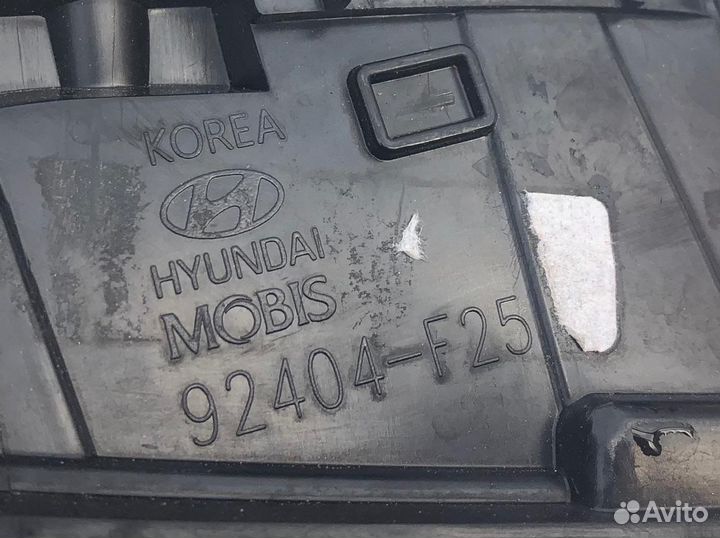 KOREA
HYUNDAI
MOBIS
92404-F25
Avito